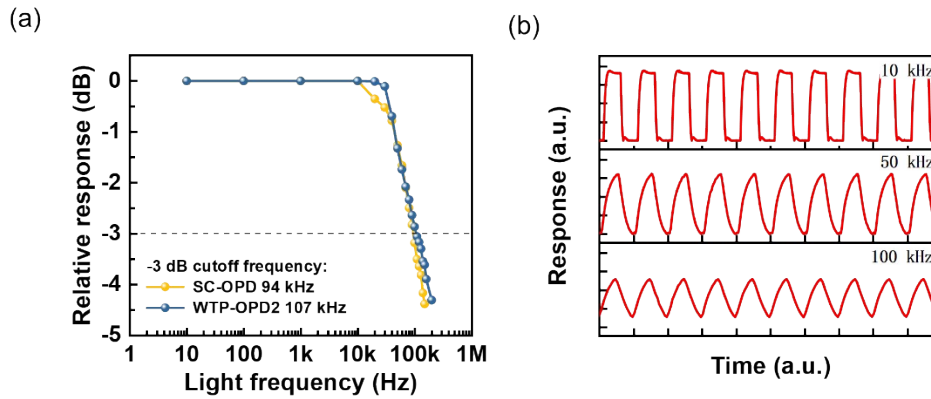 (a)
Relative response (dB)
0
-1
-2
-3
-4
-5
-3 dB cutoff frequency:
SC-OPD 94 kHz
WTP-OPD2 107 kHz
1 10 100 1k 10k 100k 1M
Light frequency (Hz)
(b)
Response (a.u.)
10 kHz
50 kHz
100 kHz
Time (a.u.)